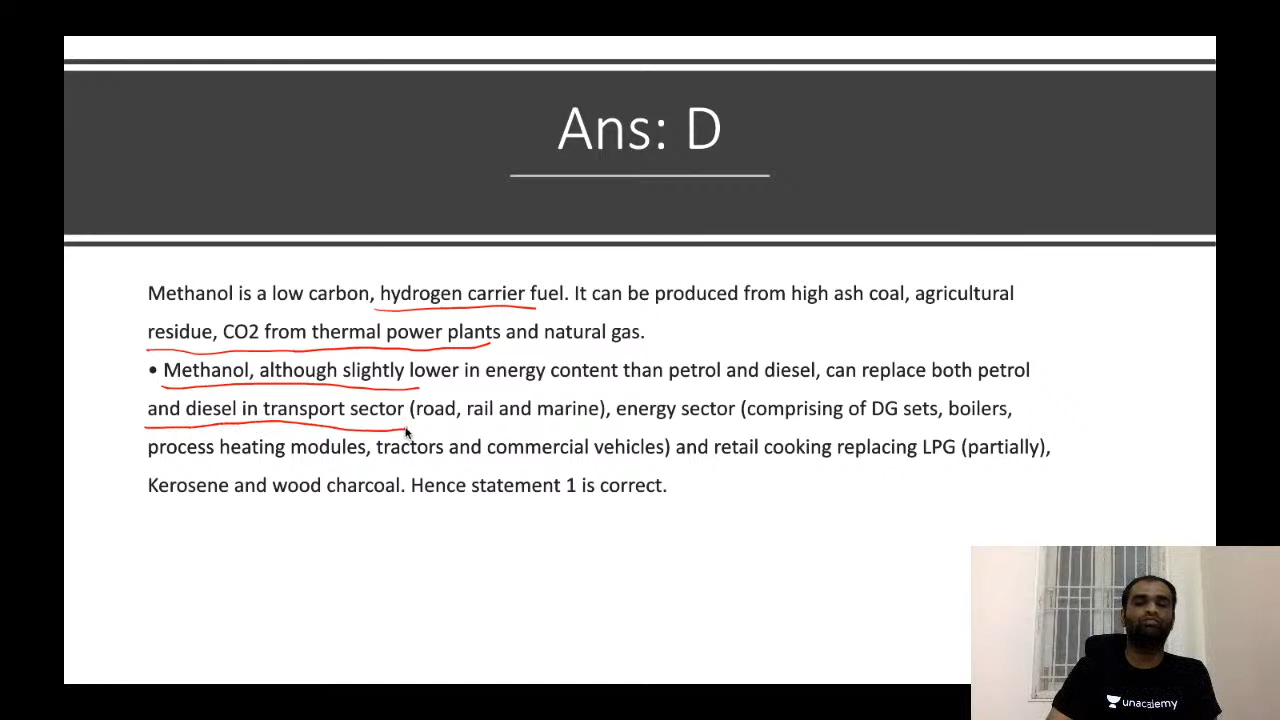 Ans: D
Methanol is a low carbon, hydrogen carrier fuel. It can be produced from high ash coal, agricultural
residue, CO2 from thermal power plants and natural gas.
• Methanol, although slightly lower in energy content than petrol and diesel, can replace both petrol
and diesel in transport sector (road, rail and marine), energy sector (comprising of DG sets, boilers,
process heating modules, tractors and commercial vehicles) and retail cooking replacing LPG (partially),
Kerosene and wood charcoal. Hence statement 1 is correct.
unacademy